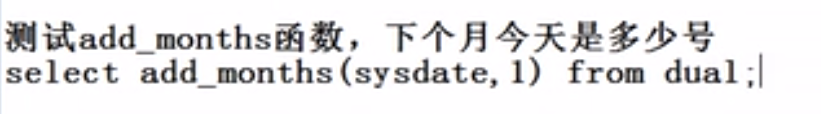 测试add_months函数，下个月今天是多少号
select add_months(sysdate,1) from dual;